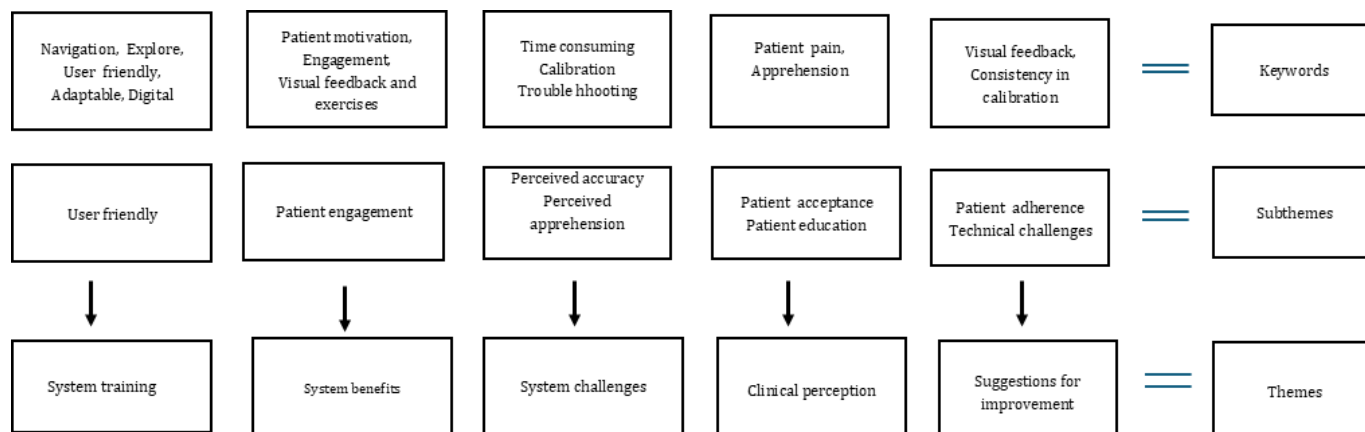 Navigation, Explore,
User friendly,
Adaptable, Digital
Patient motivation,
Engagement,
Visual feedback and
exercises
Time consuming
Calibration
Trouble hhooting
Patient pain,
Apprehension
Visual feedback,
Consistency in
calibration
Keywords
User friendly
Patient engagement
Perceived accuracy
Perceived
apprehension
Patient acceptance
Patient education
Patient adherence
Technical challenges
Subthemes
System training
System benefits
System challenges
Clinical perception
Suggestions for
improvement
Themes